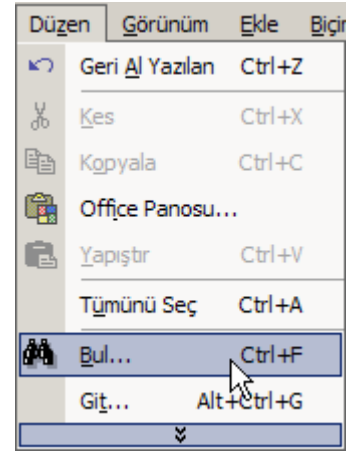 Düzen Görünüm Ekle Biçi
Geri Al Yazılan Ctrl+Z
Kes Ctrl+X
Kopyala Ctrl+C
Office Panosu...
Yapıştır Ctrl+V
Tümünü Seç Ctrl+A
Bul... Ctrl+F
Git... Alt+Ctrl+G